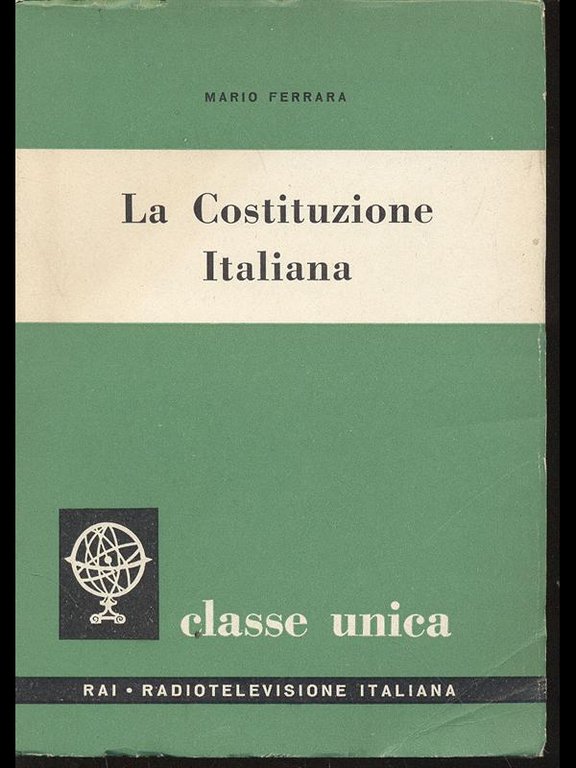 MARIO FERRARA
La Costituzione
Italiana
classe unica
RAI • RADIOTELEVISIONE ITALIANA